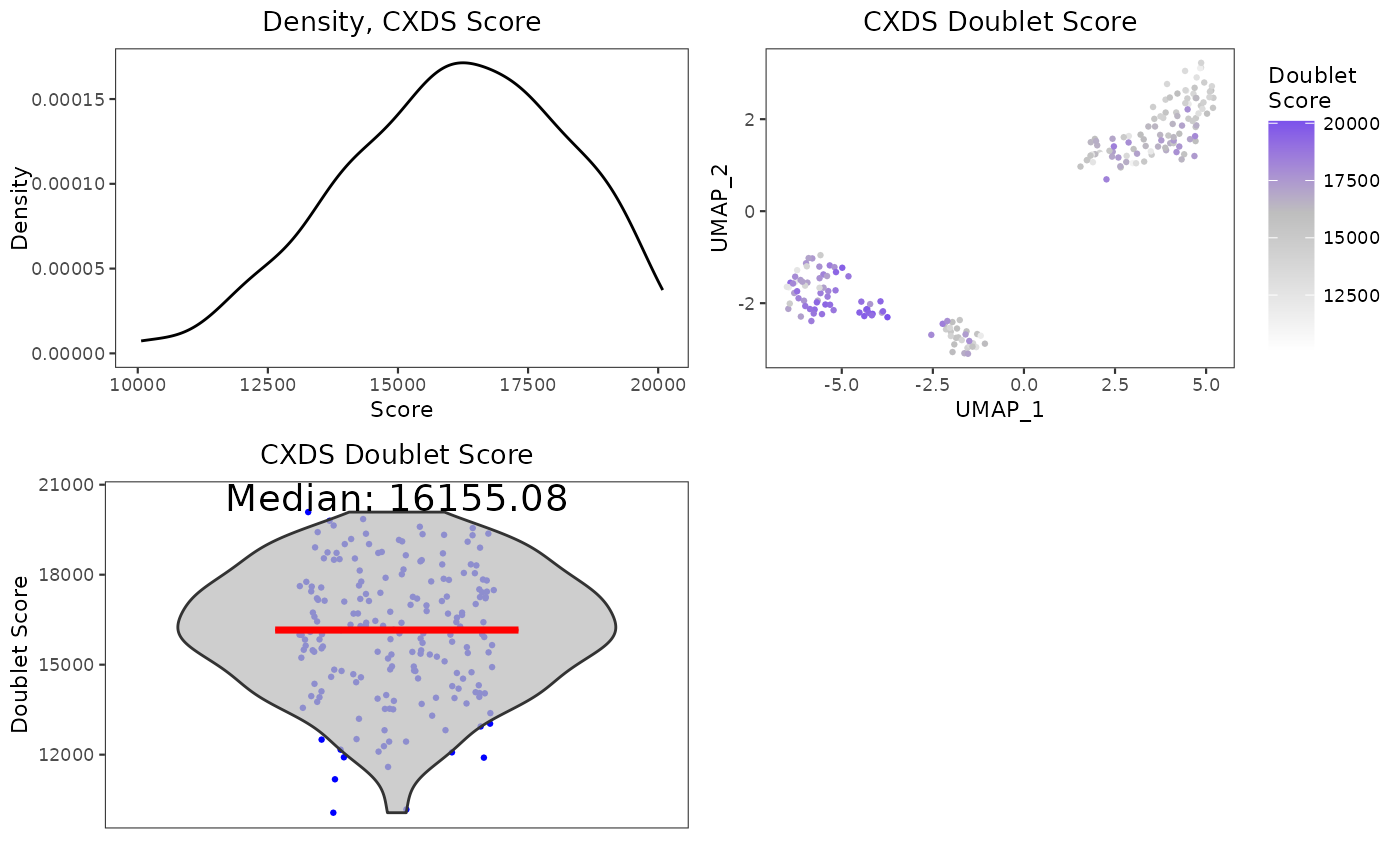 Density, CXDS Score
Density
0.00015
0.00010
0.00005
0.00000
10000 12500 15000 17500 20000
Score
CXDS Doublet Score
UMAP_2
2
0
-2
-5.0 -2.5 0.0 2.5 5.0
UMAP_1
Doublet
Score
20000
17500
15000
12500
CXDS Doublet Score
Median: 16155.08
Doublet Score
21000
18000
15000
12000